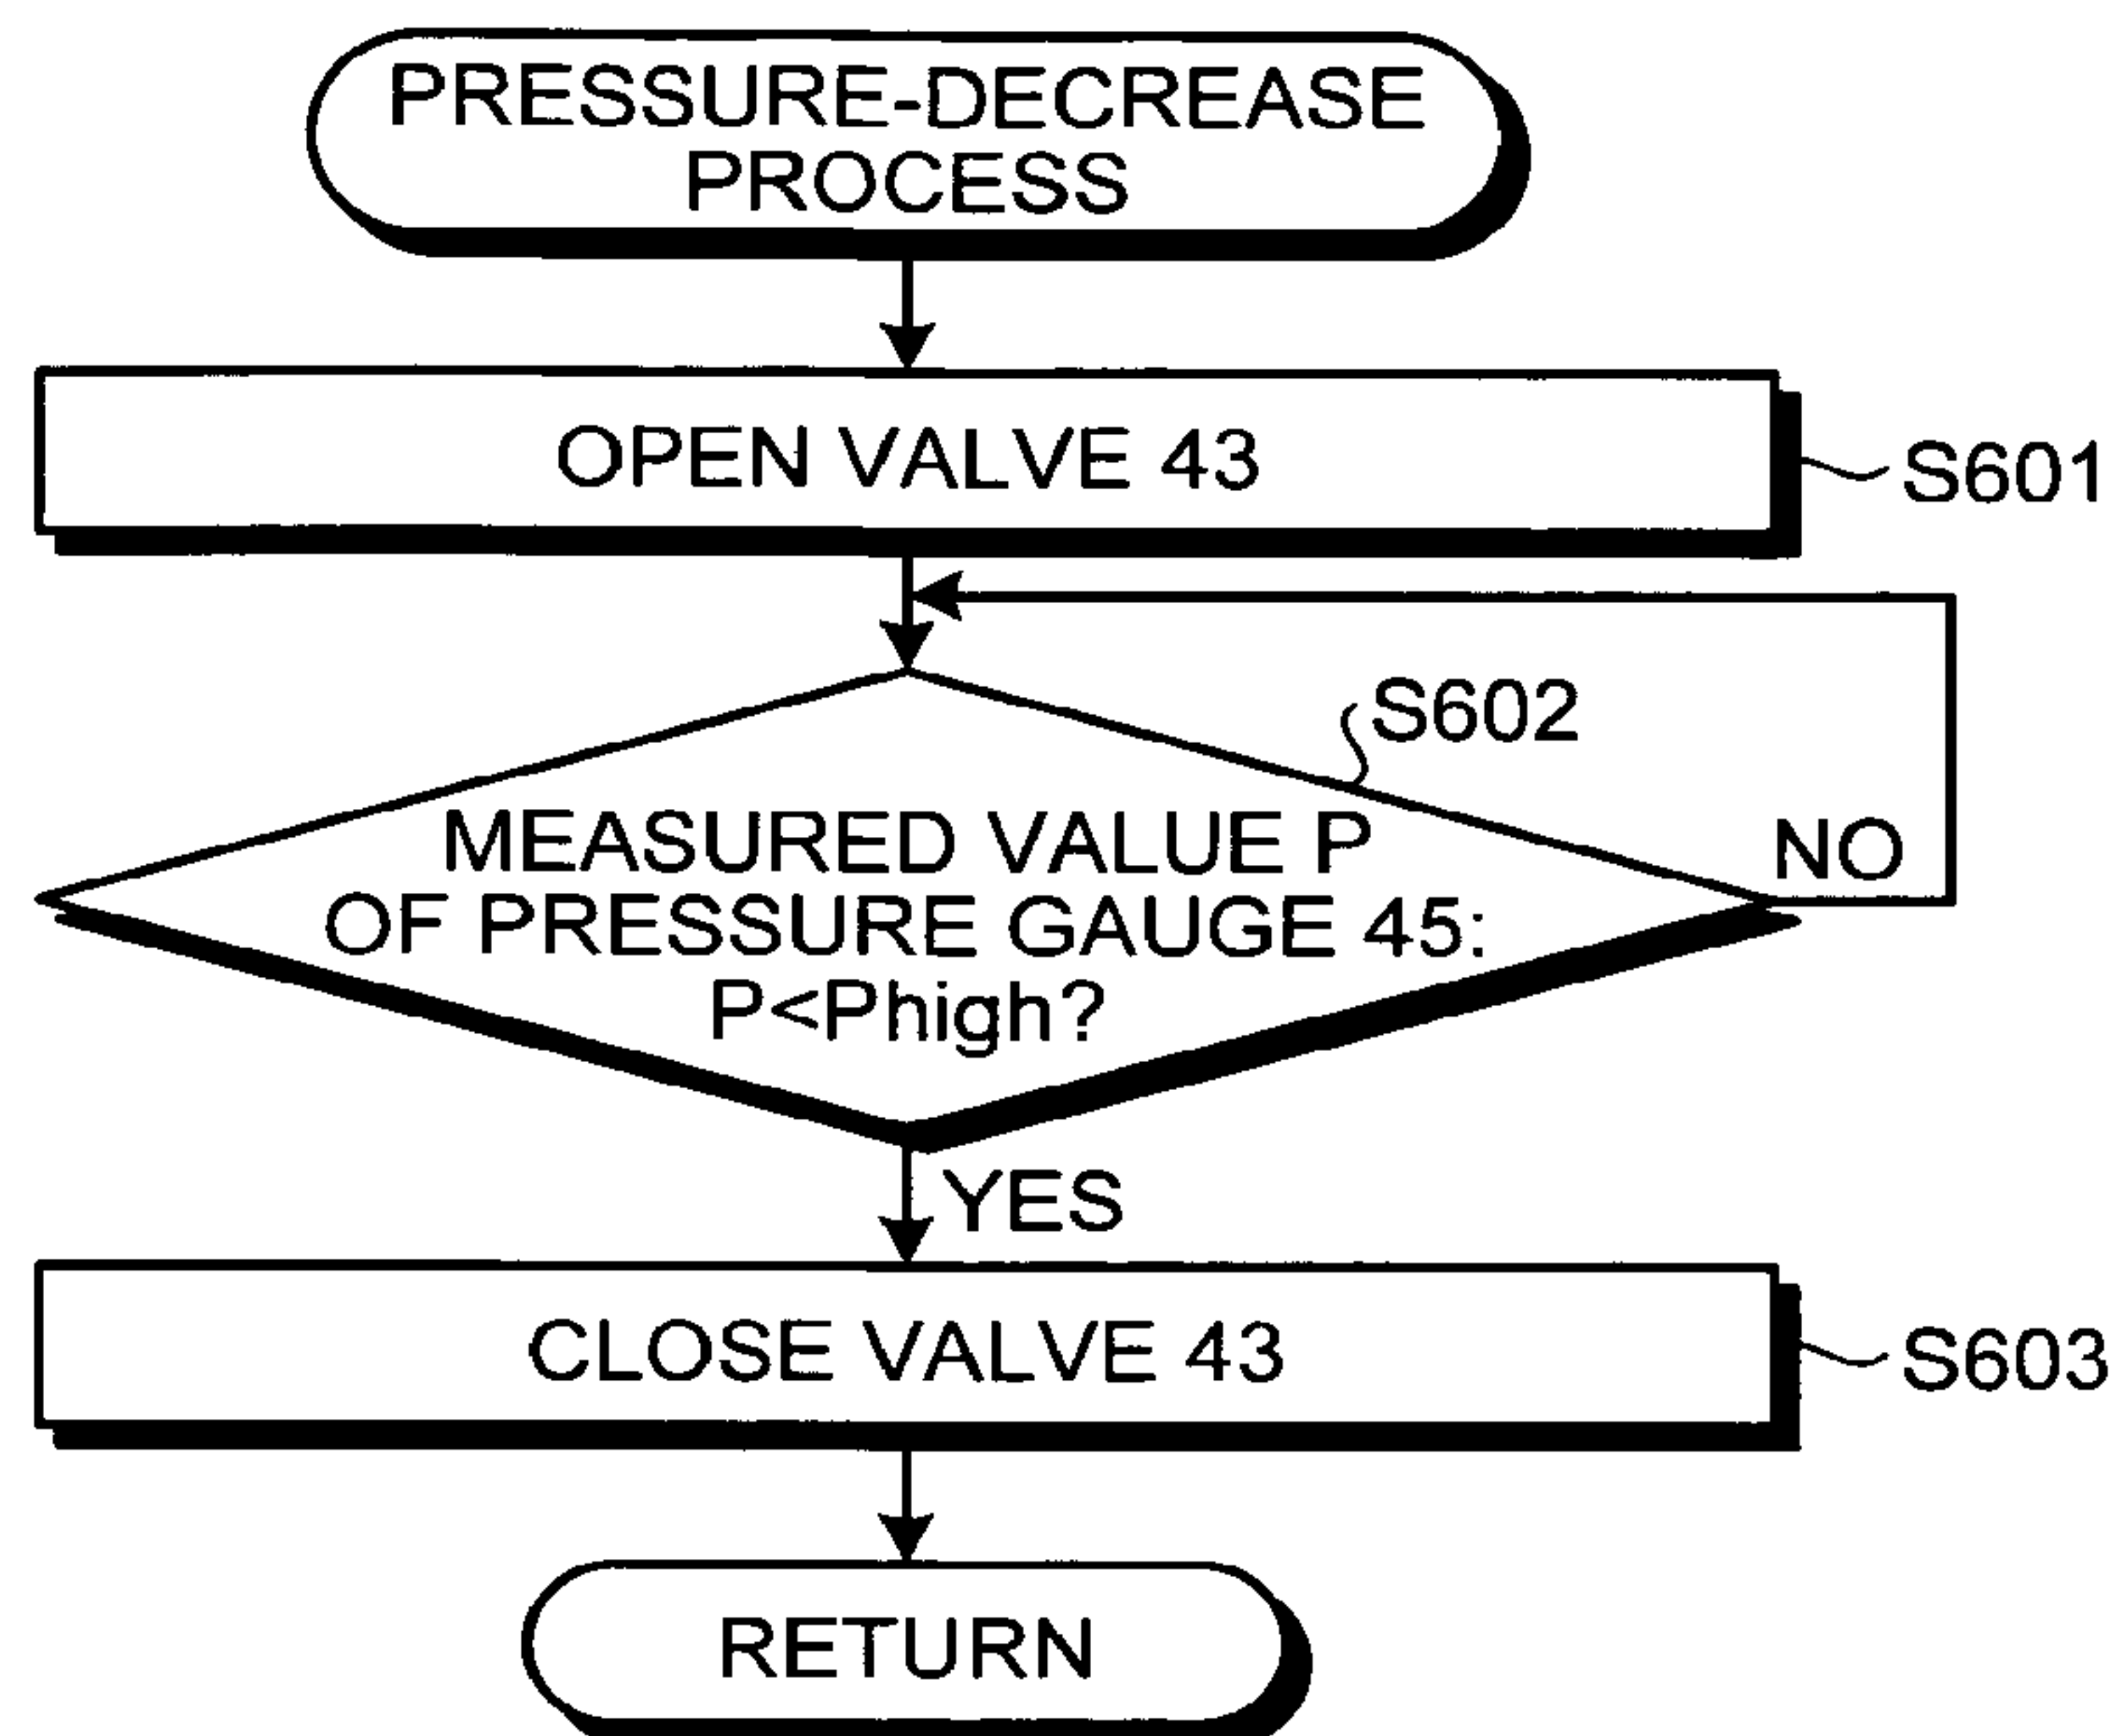 PRESSURE-DECREASE
PROCESS
OPEN VALVE 43
S601
S602
MEASURED VALUE P
OF PRESSURE GAUGE 45:
P<Phigh?
NO
YES
CLOSE VALVE 43
S603
RETURN